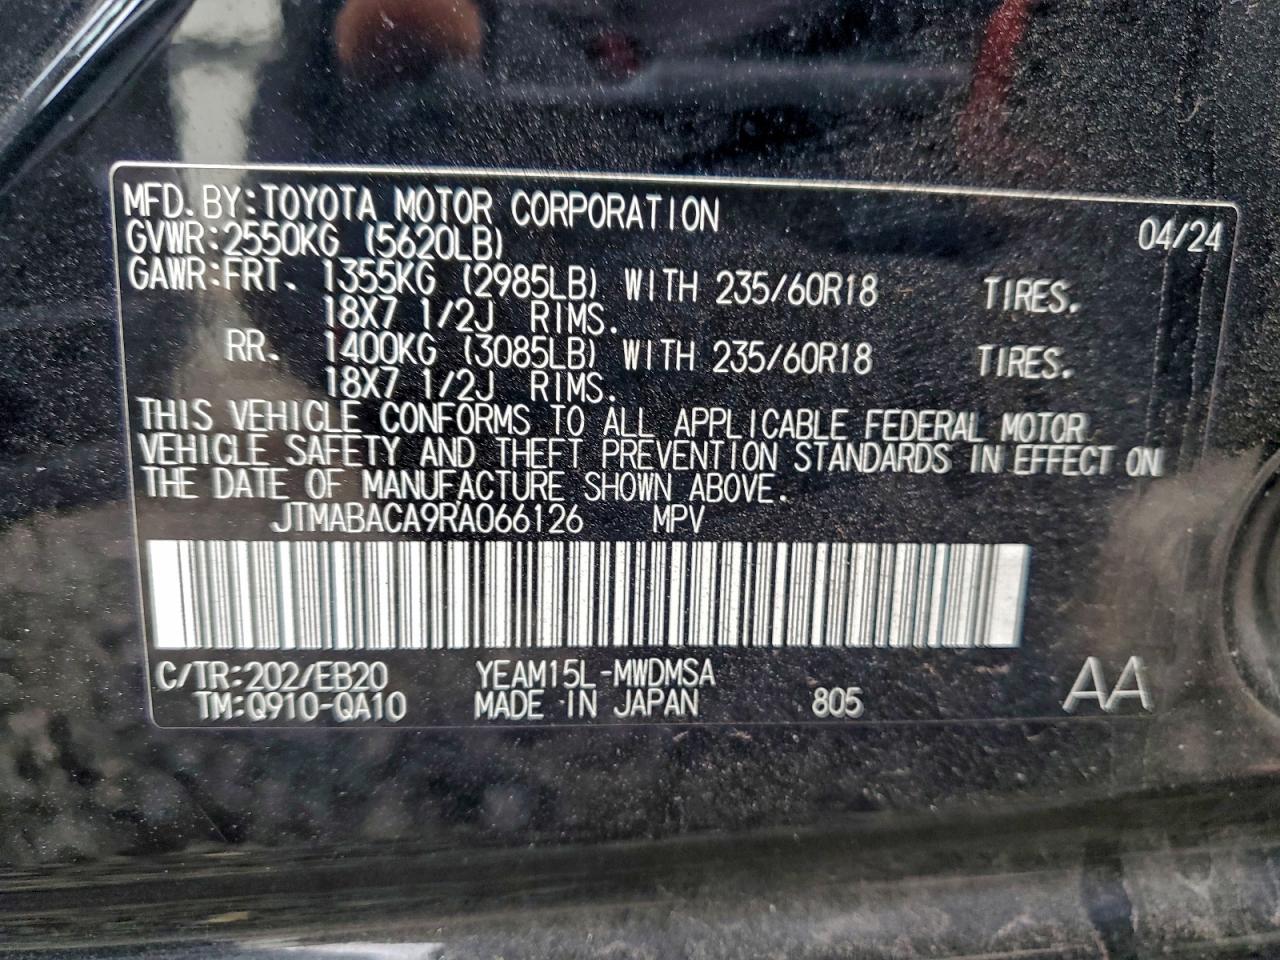 MFD. BY: TOYOTA MOTOR CORPORATION 04/24
GVWR: 2550KG (5620LB)
GAWR: FRT. 1355KG (2985LB) WITH 235/60R18 TIRES.
18X7 1/2J RIMS.
RR. 1400KG (3085LB) WITH 235/60R18 TIRES.
18X7 1/2J RIMS.
THIS VEHICLE CONFORMS TO ALL APPLICABLE FEDERAL MOTOR
VEHICLE SAFETY AND THEFT PREVENTION STANDARDS IN EFFECT ON
THE DATE OF MANUFACTURE SHOWN ABOVE.
JTMABACA9RA066126 MPV
C/TR: 202/EB20 YEAM15L-MWDMSA AA
TM: Q910-QA10 MADE IN JAPAN 805